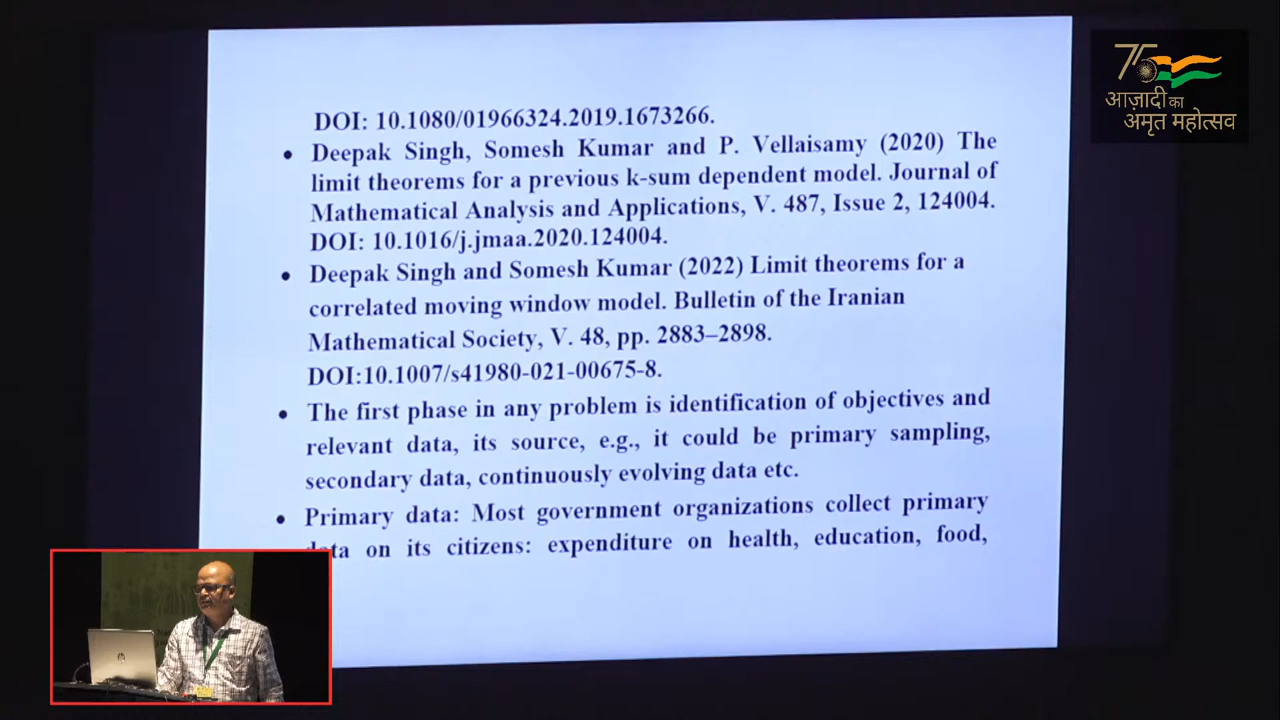 DOI: 10.1080/01966324.2019.1673266.
• Deepak Singh, Somesh Kumar and P. Vellaisamy (2020) The
limit theorems for a previous k-sum dependent model. Journal of
Mathematical Analysis and Applications, V. 487, Issue 2, 124004.
DOI: 10.1016/j.jmaa.2020.124004.
• Deepak Singh and Somesh Kumar (2022) Limit theorems for a
correlated moving window model. Bulletin of the Iranian
Mathematical Society, V. 48, pp. 2883–2898.
DOI:10.1007/s41980-021-00675-8.
• The first phase in any problem is identification of objectives and
relevant data, its source, e.g., it could be primary sampling,
secondary data, continuously evolving data etc.
• Primary data: Most government organizations collect primary
data on its citizens: expenditure on health, education, food,
75
आज़ादी का
अमृत महोत्सव
hp